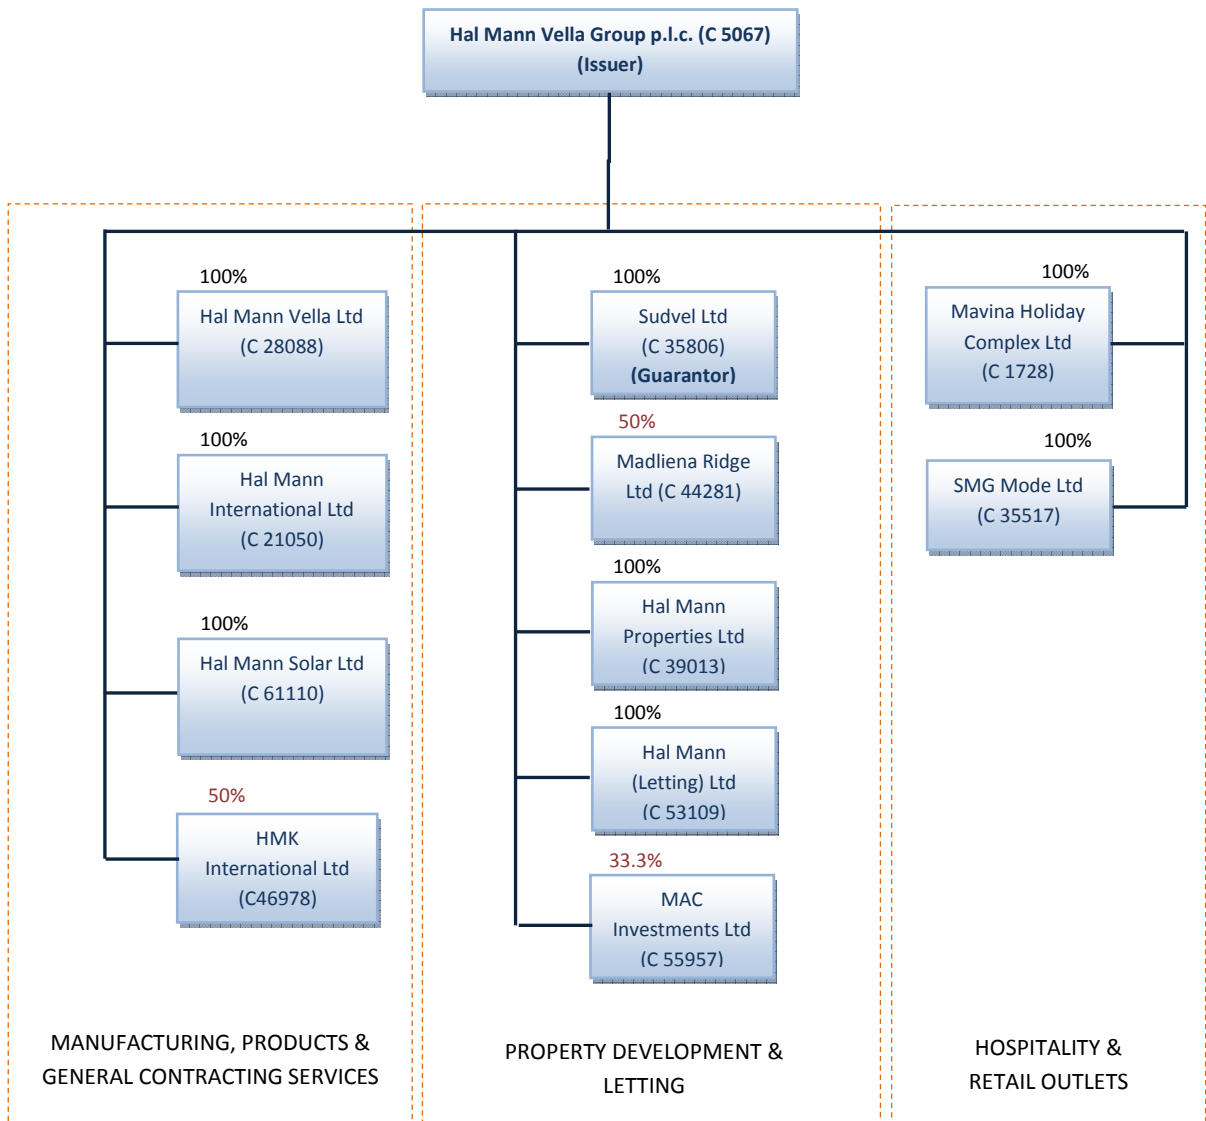 Hal Mann Vella Group p.l.c. (C 5067)
(Issuer)
100%
Hal Mann Vella Ltd
(C 28088)
100%
Hal Mann
International Ltd
(C 21050)
100%
Hal Mann Solar Ltd
(C 61110)
50%
HMK
International Ltd
(C46978)
MANUFACTURING, PRODUCTS &
GENERAL CONTRACTING SERVICES
100%
Sudvel Ltd
(C 35806)
(Guarantor)
50%
Madliena Ridge
Ltd (C 44281)
100%
Hal Mann
Properties Ltd
(C 39013)
100%
Hal Mann
(Letting) Ltd
(C 53109)
33.3%
MAC
Investments Ltd
(C 55957)
PROPERTY DEVELOPMENT &
LETTING
100%
Mavina Holiday
Complex Ltd
(C 1728)
100%
SMG Mode Ltd
(C 35517)
HOSPITALITY &
RETAIL OUTLETS